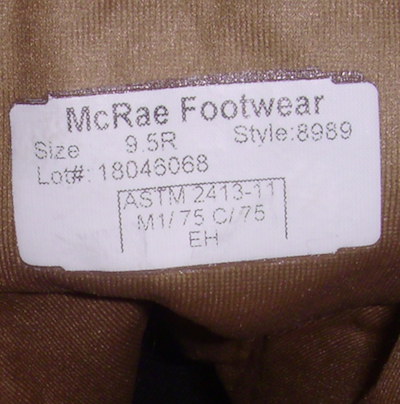 McRae Footwear
Size 9.5R Style:8989
Lot#: 18046068
ASTM 2413-11
M1/75 C/75
EH